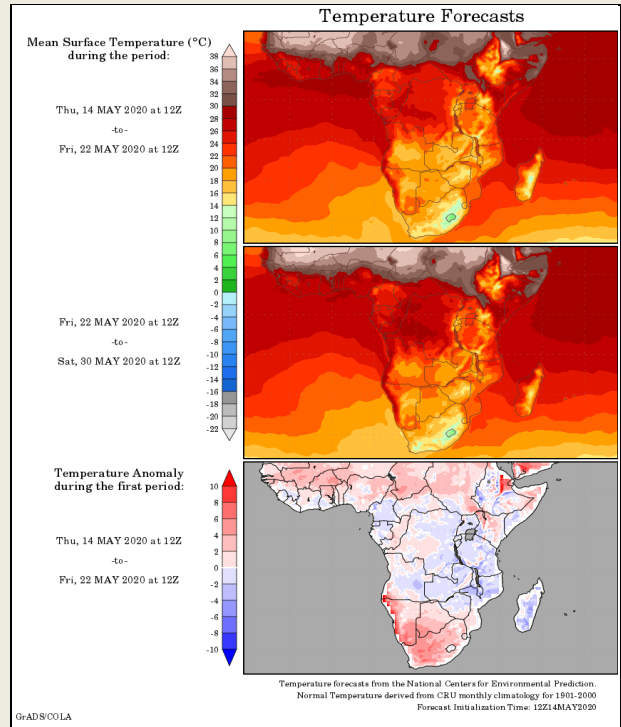 Temperature Forecasts
Mean Surface Temperature (°C)
during the period:
Thu, 14 MAY 2020 at 12Z
-to-
Fri, 22 MAY 2020 at 12Z
38
36
34
32
30
28
26
24
22
20
18
16
14
12
10
8
6
4
2
0
-2
-4
-6
-8
-10
-12
-14
-16
-18
-20
-22
Fri, 22 MAY 2020 at 12Z
-to-
Sat, 30 MAY 2020 at 12Z
Temperature Anomaly
during the first period:
Thu, 14 MAY 2020 at 12Z
-to-
Fri, 22 MAY 2020 at 12Z
10
8
6
4
2
0
-2
-4
-6
-8
-10
Temperature forecasts from the National Centers for Environmental Prediction.
Normal Temperature derived from CRU monthly climatology for 1901-2000
Forecast Initialization Time: 12Z14MAY2020
GrADS/COLA